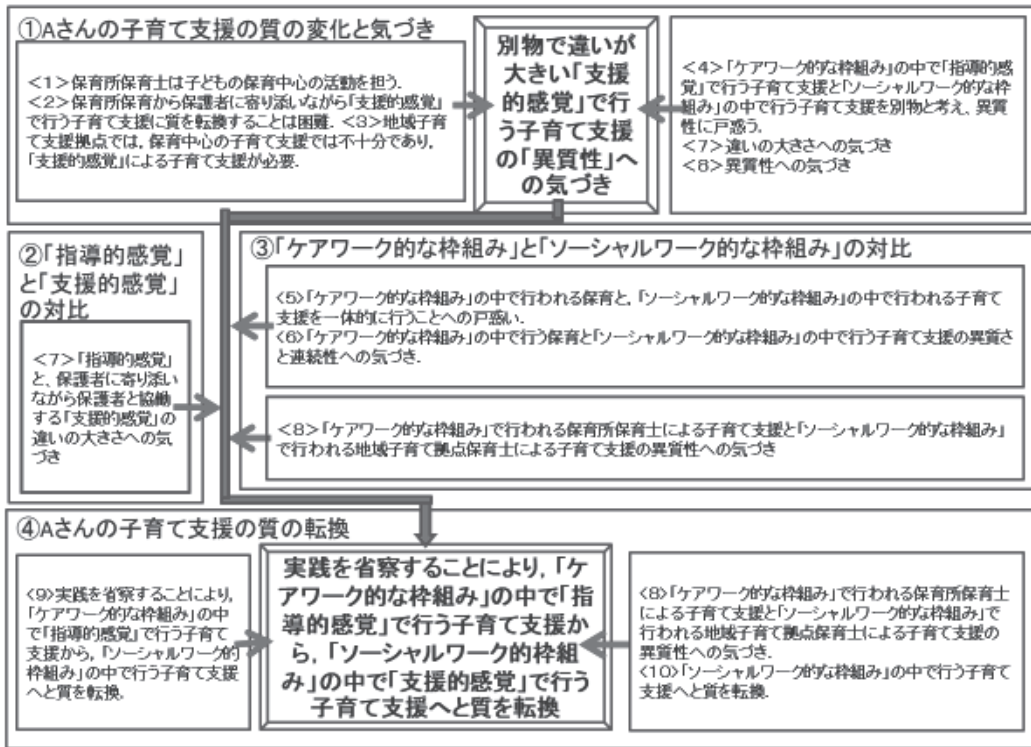 ①Aさんの子育て支援の質の変化と気づき
<1>保育所保育士は子どもの保育中心の活動を担う.
<2>保育所保育から保護者に寄り添いながら「支援的感覚」
で行う子育て支援に質を転換することは困難. <3>地域子育
て支援拠点では, 保育中心の子育て支援では不十分であり,
「支援的感覚」による子育て支援が必要.
別物で違いが
大きい「支援
的感覚」で行
う子育て支援
の「異質性」へ
の気づき
<4>「ケアワーク的な枠組み」の中で「指導的感
覚」で行う子育て支援と「ソーシャルワーク的な枠
組み」の中で行う子育て支援を別物と考え、異質
性に戸惑う.
<7>違いの大きさへの気づき
<8>異質性への気づき
②「指導的感覚」
と「支援的感覚」
の対比
<7>「指導的感覚」
と、保護者に寄り添い
ながら保護者と協働
する「支援的感覚」の
違いの大きさへの気
づき
③「ケアワーク的な枠組み」と「ソーシャルワーク的な枠組み」の対比
<5>「ケアワーク的な枠組み」の中で行われる保育と, 「ソーシャルワーク的な枠組み」の中で行われる子育て
支援を一体的に行うことへの戸惑い.
<6>「ケアワーク的な枠組み」の中で行う保育と「ソーシャルワーク的な枠組み」の中で行う子育て支援の異質さ
と連続性への気づき.
<8>「ケアワーク的な枠組み」で行われる保育所保育士による子育て支援と「ソーシャルワーク的な枠組み」
で行われる地域子育て拠点保育士による子育て支援の異質性への気づき
④Aさんの子育て支援の質の転換
<9>実践を省察することにより,
「ケアワーク的な枠組み」の中
で「指導的感覚」で行う子育て
支援から, 「ソーシャルワーク的
枠組み」の中で行う子育て支援
へと質を転換.
実践を省察することにより, 「ケ
アワーク的な枠組み」の中で「指
導的感覚」で行う子育て支援か
ら, 「ソーシャルワーク的枠組
み」の中で「支援的感覚」で行う
子育て支援へと質を転換
<8>「ケアワーク的な枠組み」で行われる保育所保育士
による子育て支援と「ソーシャルワーク的な枠組み」で
行われる地域子育て拠点保育士による子育て支援の
異質性への気づき.
<10>「ソーシャルワーク的な枠組み」の中で行う子育て
支援へと質を転換.